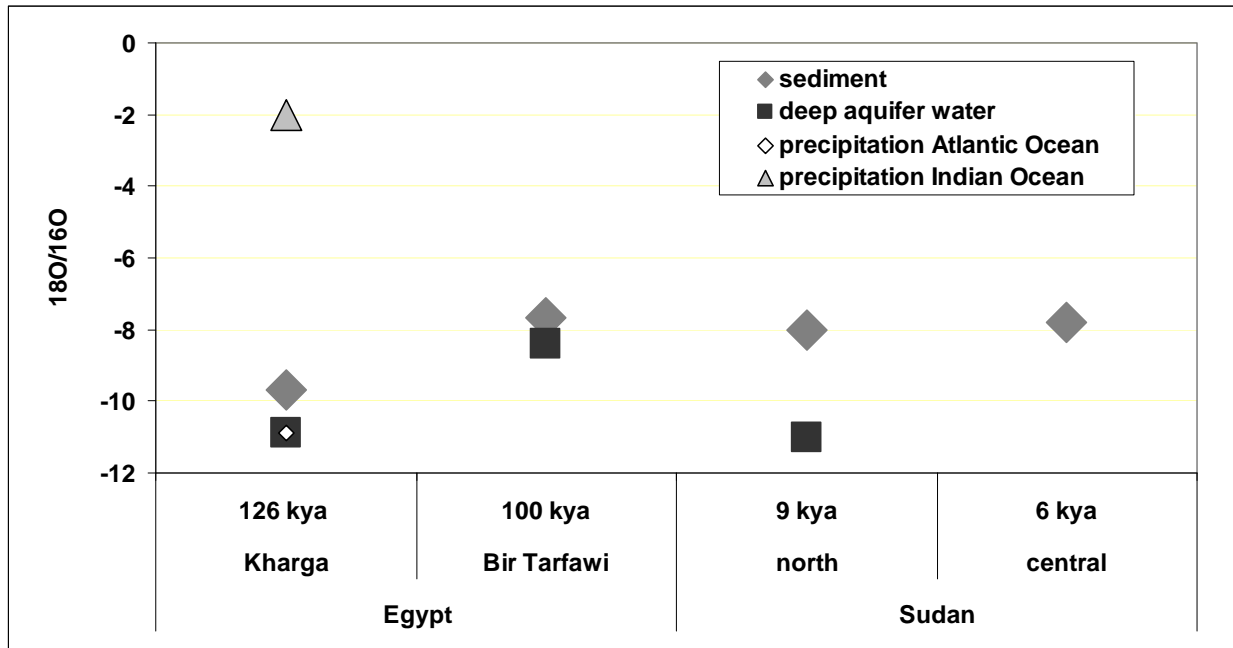 0
-2
-4
-6
-8
-10
-12
18O/16O
sediment
deep aquifer water
precipitation Atlantic Ocean
precipitation Indian Ocean
126 kya 100 kya 9 kya 6 kya
Kharga Bir Tarfawi north central
Egypt Sudan